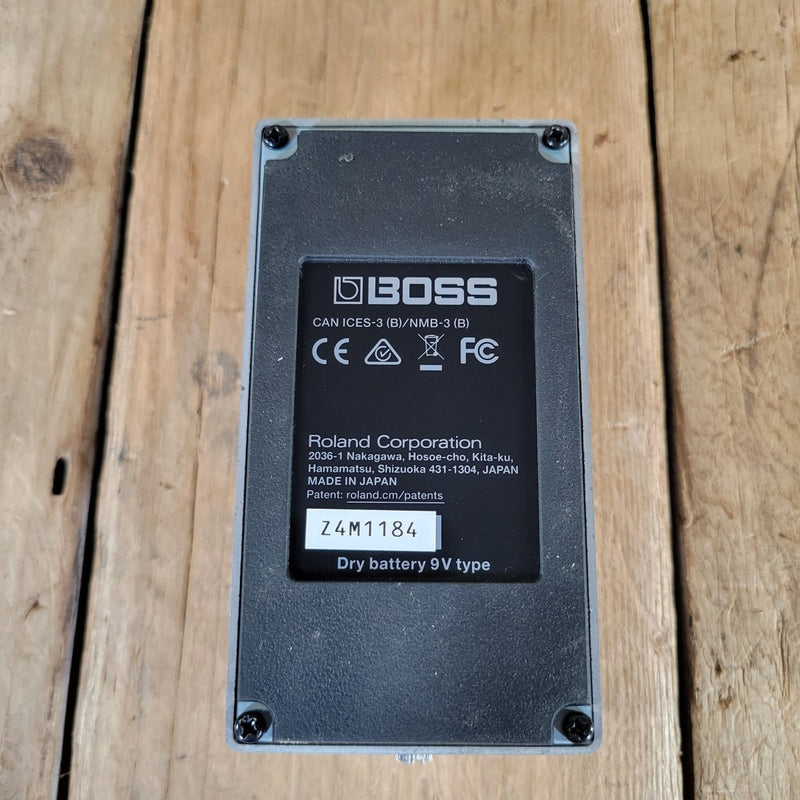 BOSS
CAN ICES-3 (B)/NMB-3 (B)
CE FC
Roland Corporation
2036-1 Nakagawa, Hosoe-cho, Kita-ku,
Hamamatsu, Shizuoka 431-1304, JAPAN
MADE IN JAPAN
Patent: roland.cm/patents
Z4M1184
Dry battery 9V type